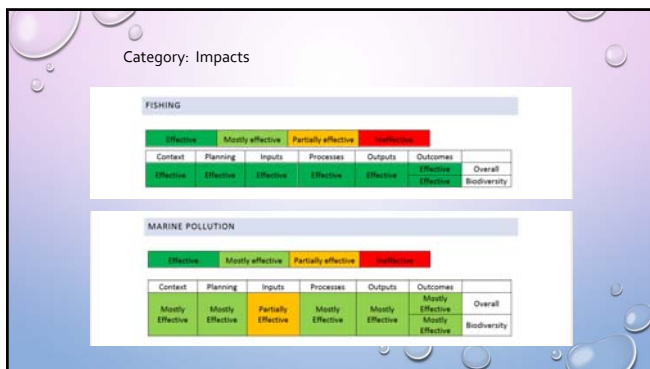 Category: Impacts
FISHING
Effective Mostly effective Partially effective Ineffective
Context Planning Inputs Processes Outputs Outcomes
Effective Effective Effective Effective Effective Effective Overall
Effective Biodiversity
MARINE POLLUTION
Effective Mostly effective Partially effective Ineffective
Context Planning Inputs Processes Outputs Outcomes
Mostly Effective Mostly Effective Partially Effective Mostly Effective Mostly Effective Mostly Effective Overall
Mostly Effective Biodiversity